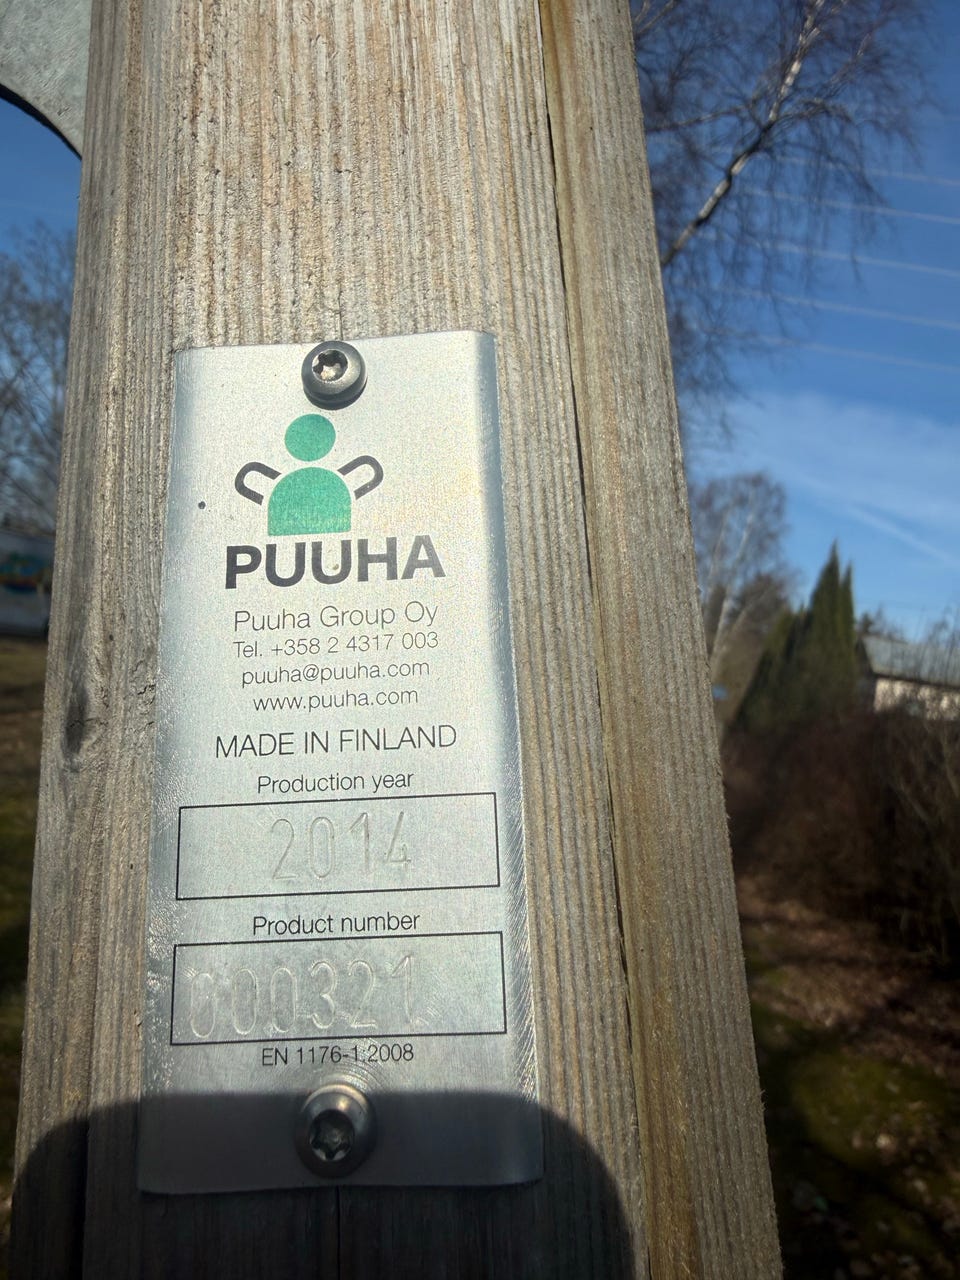 PUUHA
Puuha Group Oy
Tel. +358 2 4317 003
puuha@puuha.com
www.puuha.com
MADE IN FINLAND
Production year
2014
Product number
000321
EN 1176-1:2008